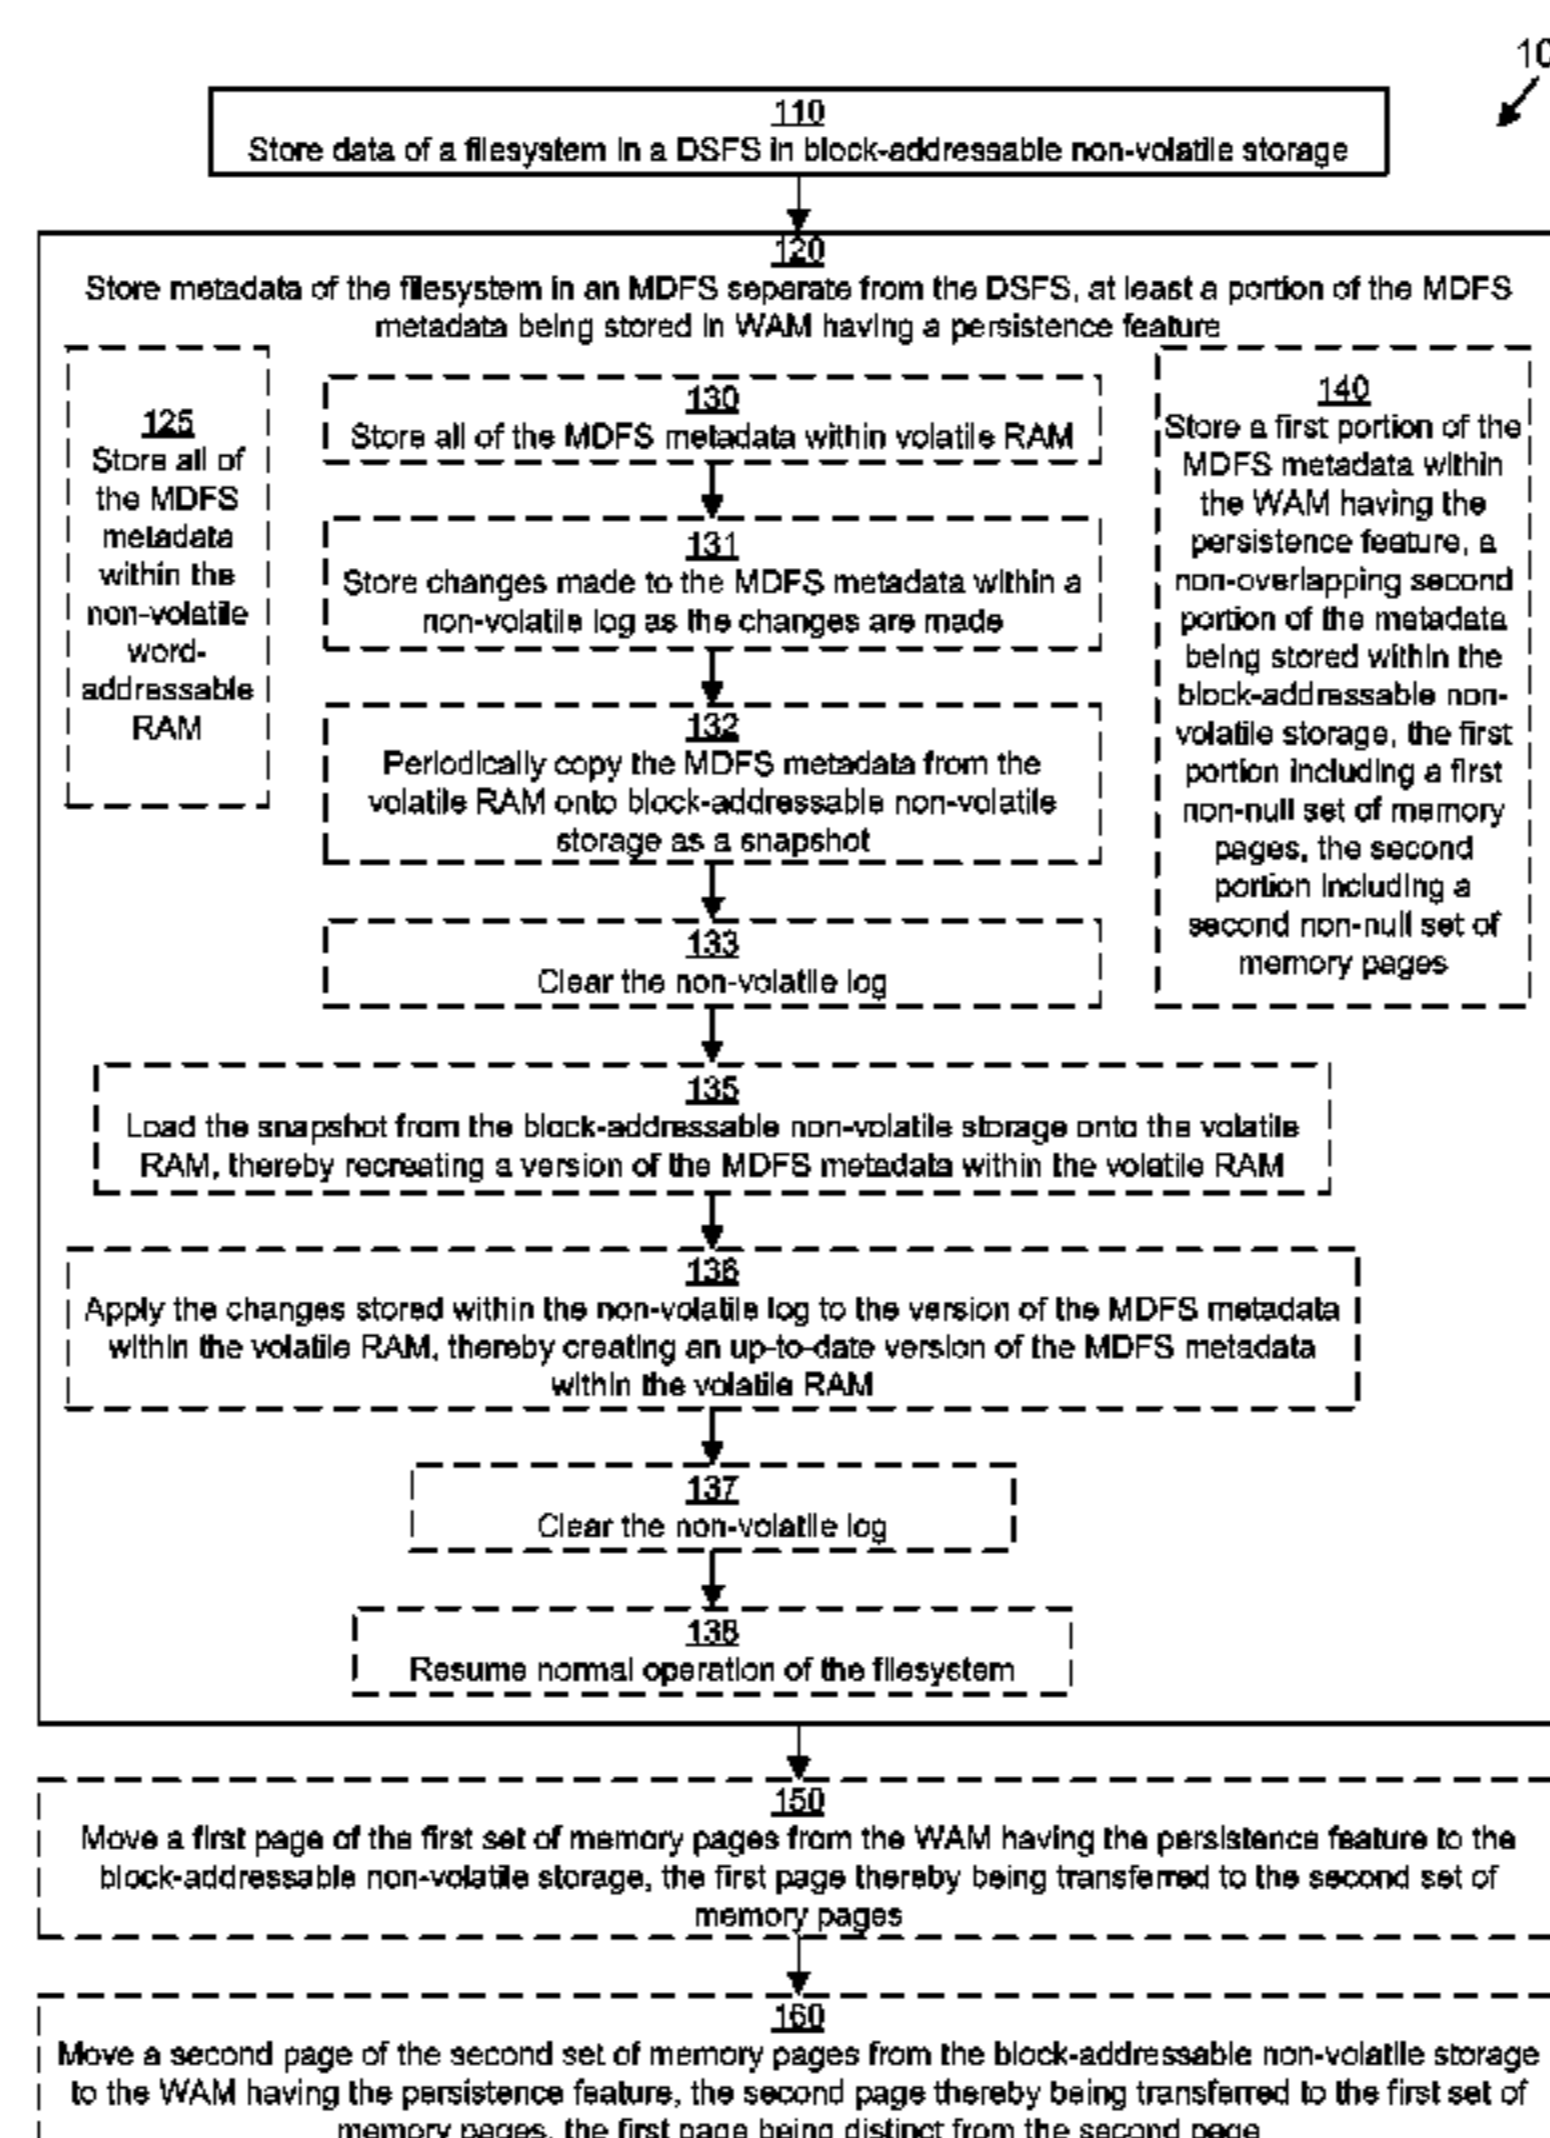 10
110
Store data of a filesystem in a DSFS in block-addressable non-volatile storage
120
Store metadata of the filesystem in an MDFS separate from the DSFS, at least a portion of the MDFS
metadata being stored in WAM having a persistence feature
125
Store all of
the MDFS
metadata
within the
non-volatile
word-
addressable
RAM
130
Store all of the MDFS metadata within volatile RAM
131
Store changes made to the MDFS metadata within a
non-volatile log as the changes are made
132
Periodically copy the MDFS metadata from the
volatile RAM onto block-addressable non-volatile
storage as a snapshot
133
Clear the non-volatile log
140
Store a first portion of the
MDFS metadata within
the WAM having the
persistence feature, a
non-overlapping second
portion of the metadata
being stored within the
block-addressable non-
volatile storage, the first
portion including a first
non-null set of memory
pages, the second
portion including a
second non-null set of
memory pages
135
Load the snapshot from the block-addressable non-volatile storage onto the volatile
RAM, thereby recreating a version of the MDFS metadata within the volatile RAM
136
Apply the changes stored within the non-volatile log to the version of the MDFS metadata
within the volatile RAM, thereby creating an up-to-date version of the MDFS metadata
within the volatile RAM
137
Clear the non-volatile log
138
Resume normal operation of the filesystem
150
Move a first page of the first set of memory pages from the WAM having the persistence feature to the
block-addressable non-volatile storage, the first page thereby being transferred to the second set of
memory pages
160
Move a second page of the second set of memory pages from the block-addressable non-volatile storage
to the WAM having the persistence feature, the second page thereby being transferred to the first set of
memory pages, the first page being distinct from the second page